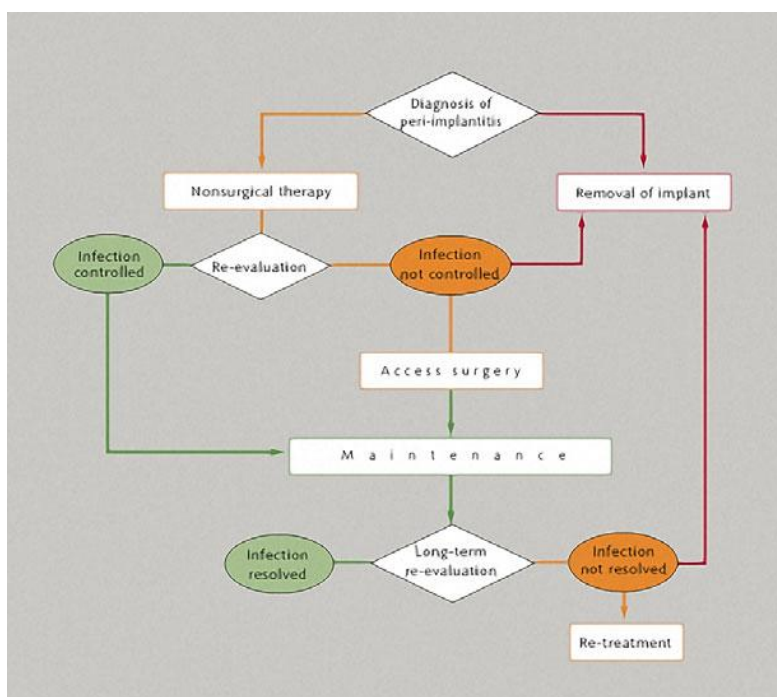 Diagnosis of
peri-implantitis
Nonsurgical therapy
Removal of implant
Infection
controlled
Re-evaluation
Infection
not controlled
Access surgery
Maintenance
Infection
resolved
Long-term
re-evaluation
Infection
not resolved
Re-treatment